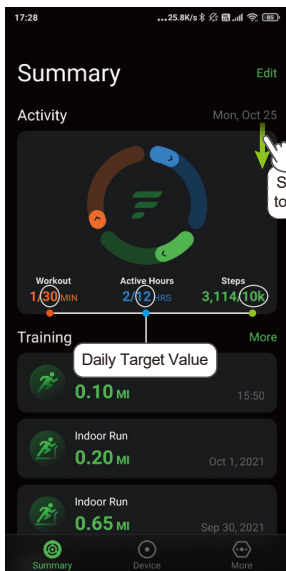 17:28 ...25.8K/s 85
Summary Edit
Activity Mon, Oct 25
S
to
Workout Active Hours Steps
1/30 MIN 2/12 HRS 3,114/10k
Training More
Daily Target Value
0.10 MI 15:50
Indoor Run
0.20 MI Oct 1, 2021
Indoor Run
0.65 MI Sep 30, 2021
Summary Device More